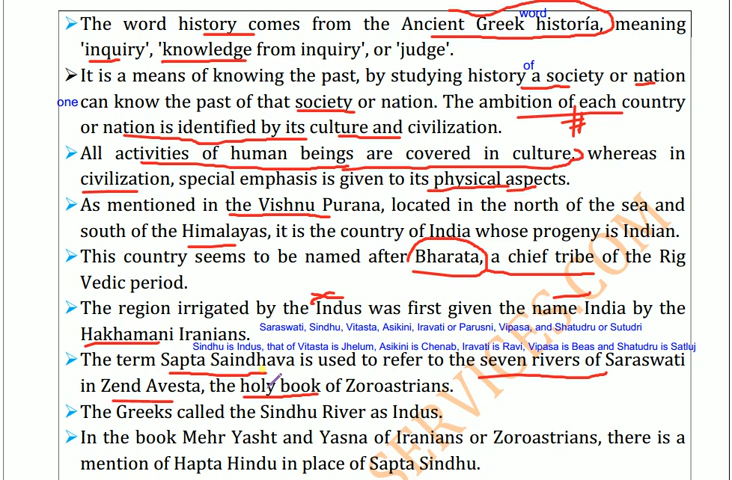 word
➤ The word history comes from the Ancient Greek historía, meaning
'inquiry', 'knowledge from inquiry', or 'judge'.
of
➤ It is a means of knowing the past, by studying history a society or nation
one can know the past of that society or nation. The ambition of each country
or nation is identified by its culture and civilization.
➤ All activities of human beings are covered in culture, whereas in
civilization, special emphasis is given to its physical aspects.
➤ As mentioned in the Vishnu Purana, located in the north of the sea and
south of the Himalayas, it is the country of India whose progeny is Indian.
➤ This country seems to be named after Bharata, a chief tribe of the Rig
Vedic period.
➤ The region irrigated by the Indus was first given the name India by the
Hakhamani Iranians.
Saraswati, Sindhu, Vitasta, Asikini, Iravati or Parusni, Vipasa, and Shatudru or Sutudri
Sindhu is Indus, that of Vitasta is Jhelum, Asikini is Chenab, Iravati is Ravi, Vipasa is Beas and Shatudru is Satluj
➤ The term Sapta Saindhava is used to refer to the seven rivers of Saraswati
in Zend Avesta, the holy book of Zoroastrians.
➤ The Greeks called the Sindhu River as Indus.
➤ In the book Mehr Yasht and Yasna of Iranians or Zoroastrians, there is a
mention of Hapta Hindu in place of Sapta Sindhu.
SERVICES.COM